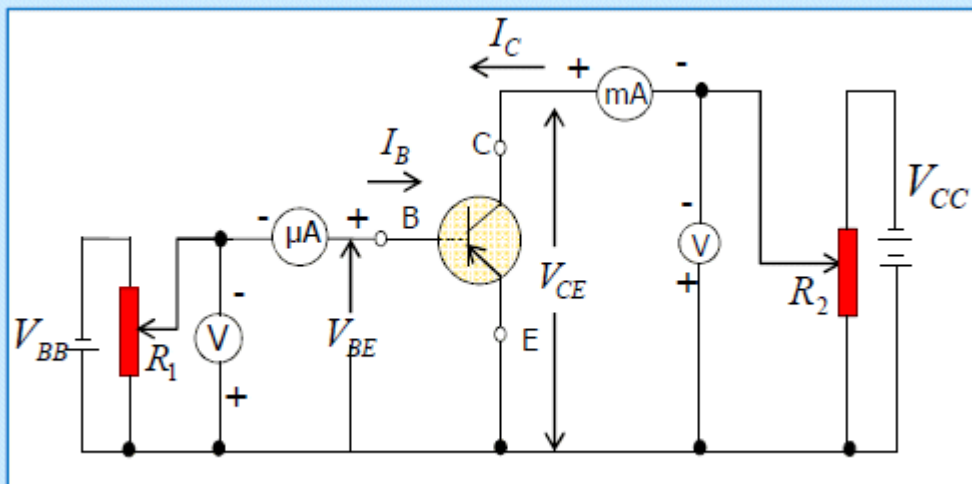 I_C
+ mA -
C
I_B
V_CC
- μA + B
-
V
+
V_CE
R_2
-
V
+
V_BB
R_1
V_BE
E